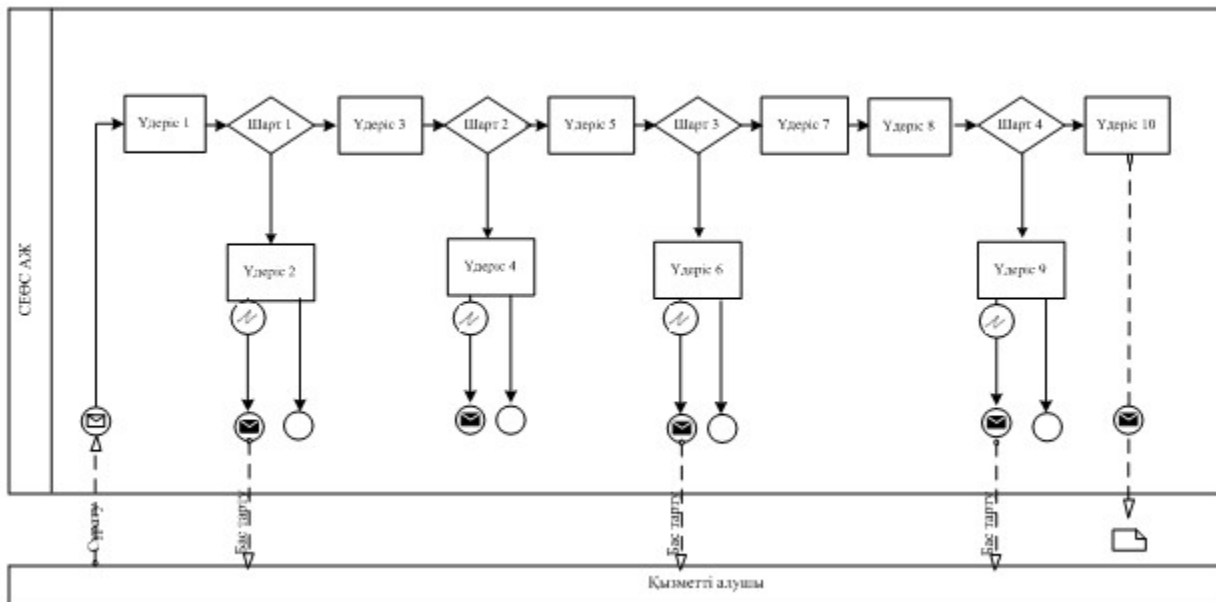 СЕӨС АЖ
Үдеріс 1
Шарт 1
Үдеріс 3
Шарт 2
Үдеріс 5
Шарт 3
Үдеріс 7
Үдеріс 8
Шарт 4
Үдеріс 10
Үдеріс 2
Үдеріс 4
Үдеріс 6
Үдеріс 9
Сұрату
Бас тарту
Бас тарту
Бас тарту
Қызметті алушы